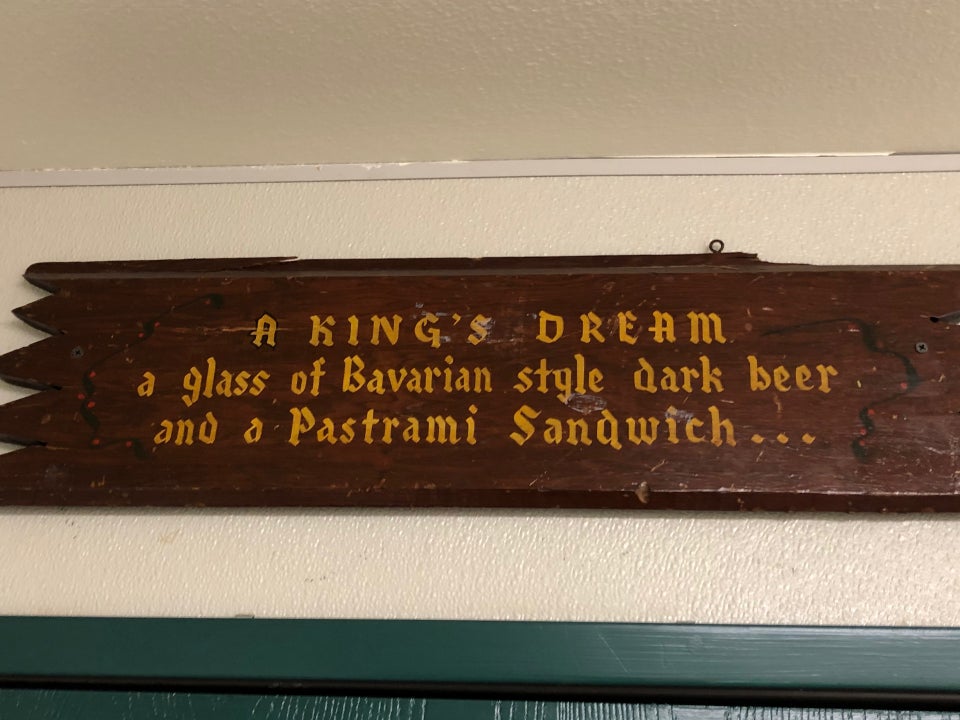 A KING'S DREAM
a glass of Bavarian style dark beer
and a Pastrami Sandwich...